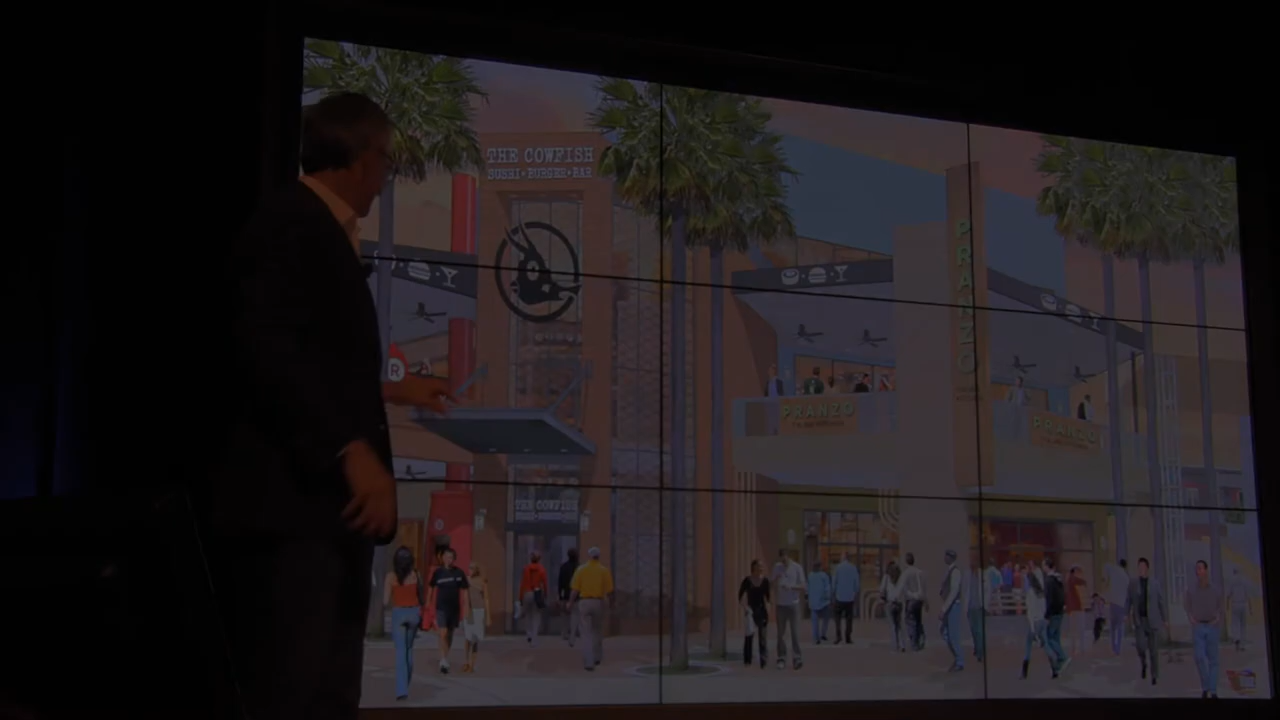 THE COWFISH
SUSHI•BURGER•BAR
PRANZO
R
PRANZO
PRANZO
THE COWFISH